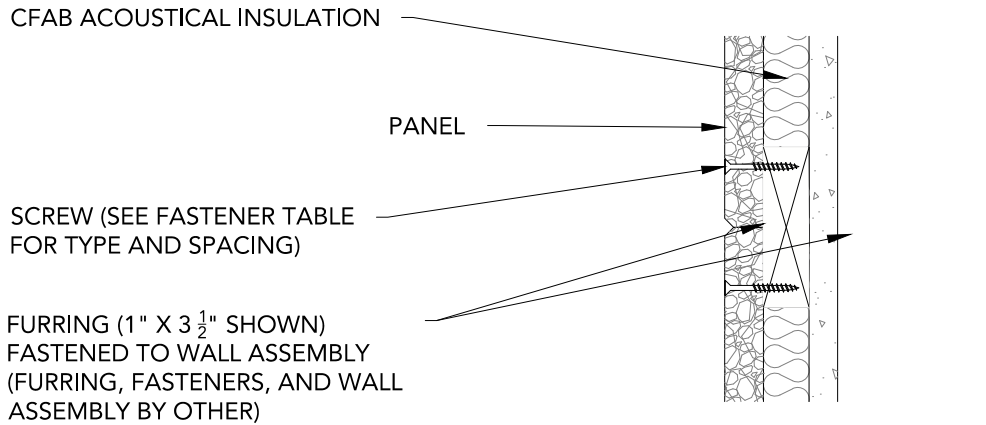 CFAB ACOUSTICAL INSULATION
PANEL
SCREW (SEE FASTENER TABLE
FOR TYPE AND SPACING)
FURRING (1" X 3 1/2" SHOWN)
FASTENED TO WALL ASSEMBLY
(FURRING, FASTENERS, AND WALL
ASSEMBLY BY OTHER)